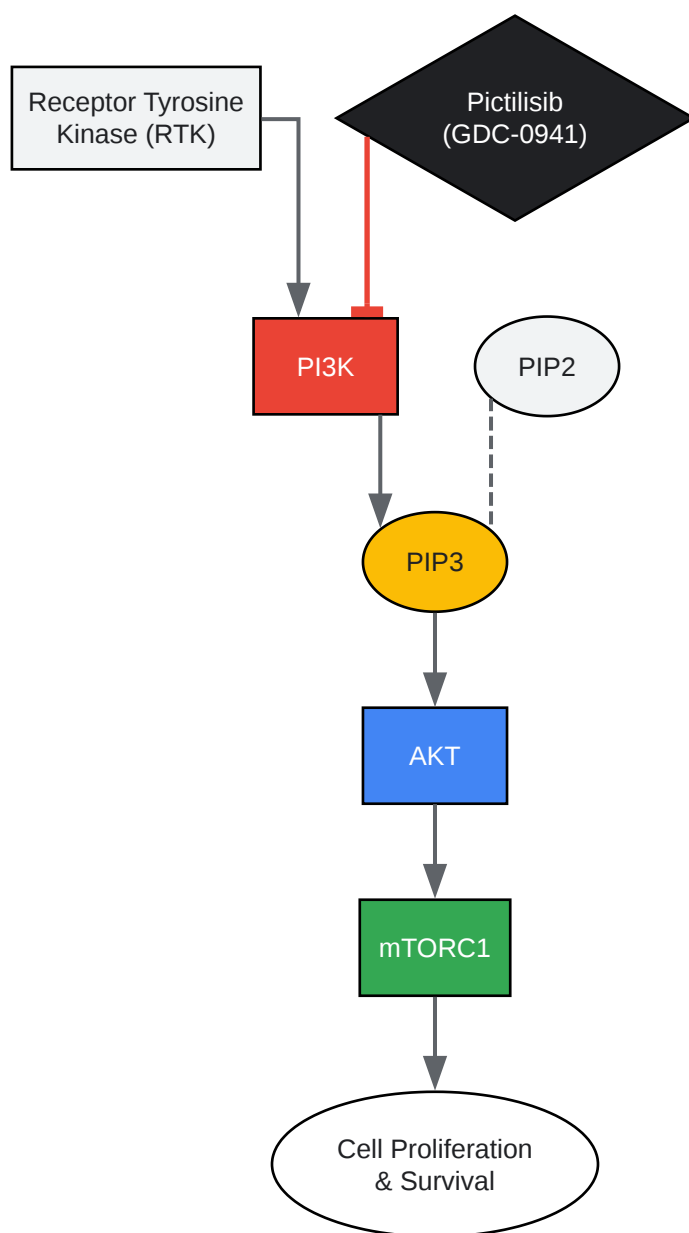 Receptor Tyrosine
Kinase (RTK)
Pictilisib
(GDC-0941)
PI3K
PIP2
PIP3
AKT
mTORC1
Cell Proliferation
& Survival